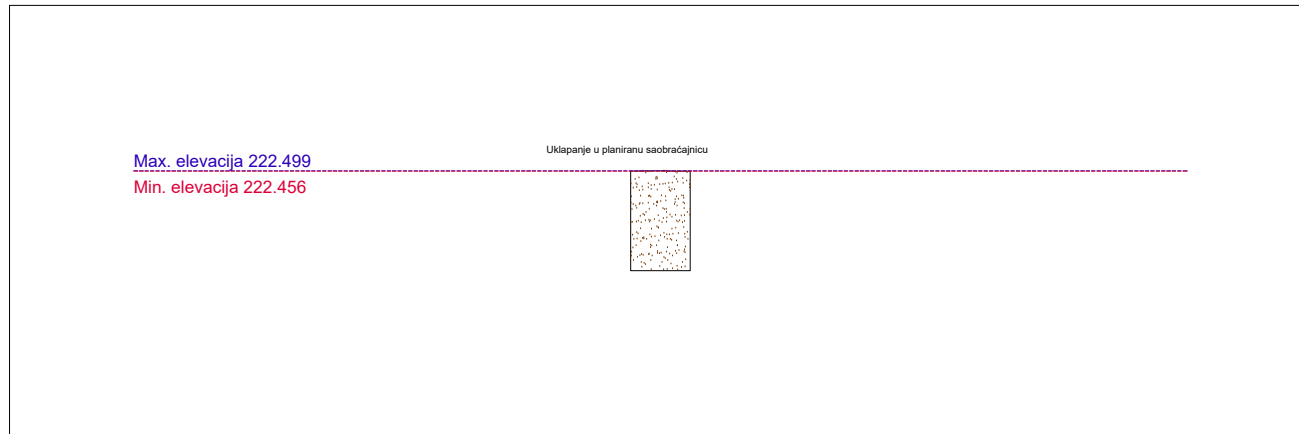 Uklapanje u planiranu saobraćajnicu
Max. elevacija 222.499
Min. elevacija 222.456